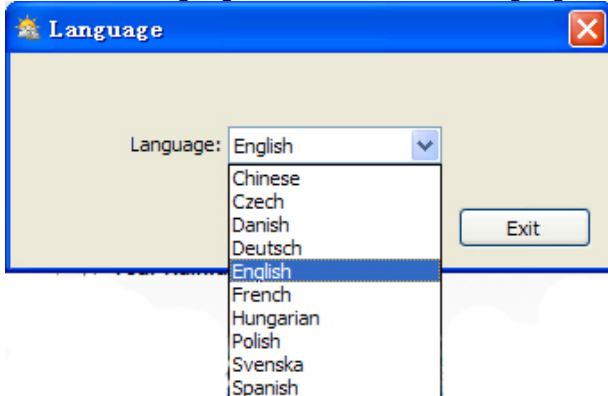 Language
Language: English
Chinese
Czech
Danish
Exit
Deutsch
English
French
Hungarian
Polish
Svenska
Spanish